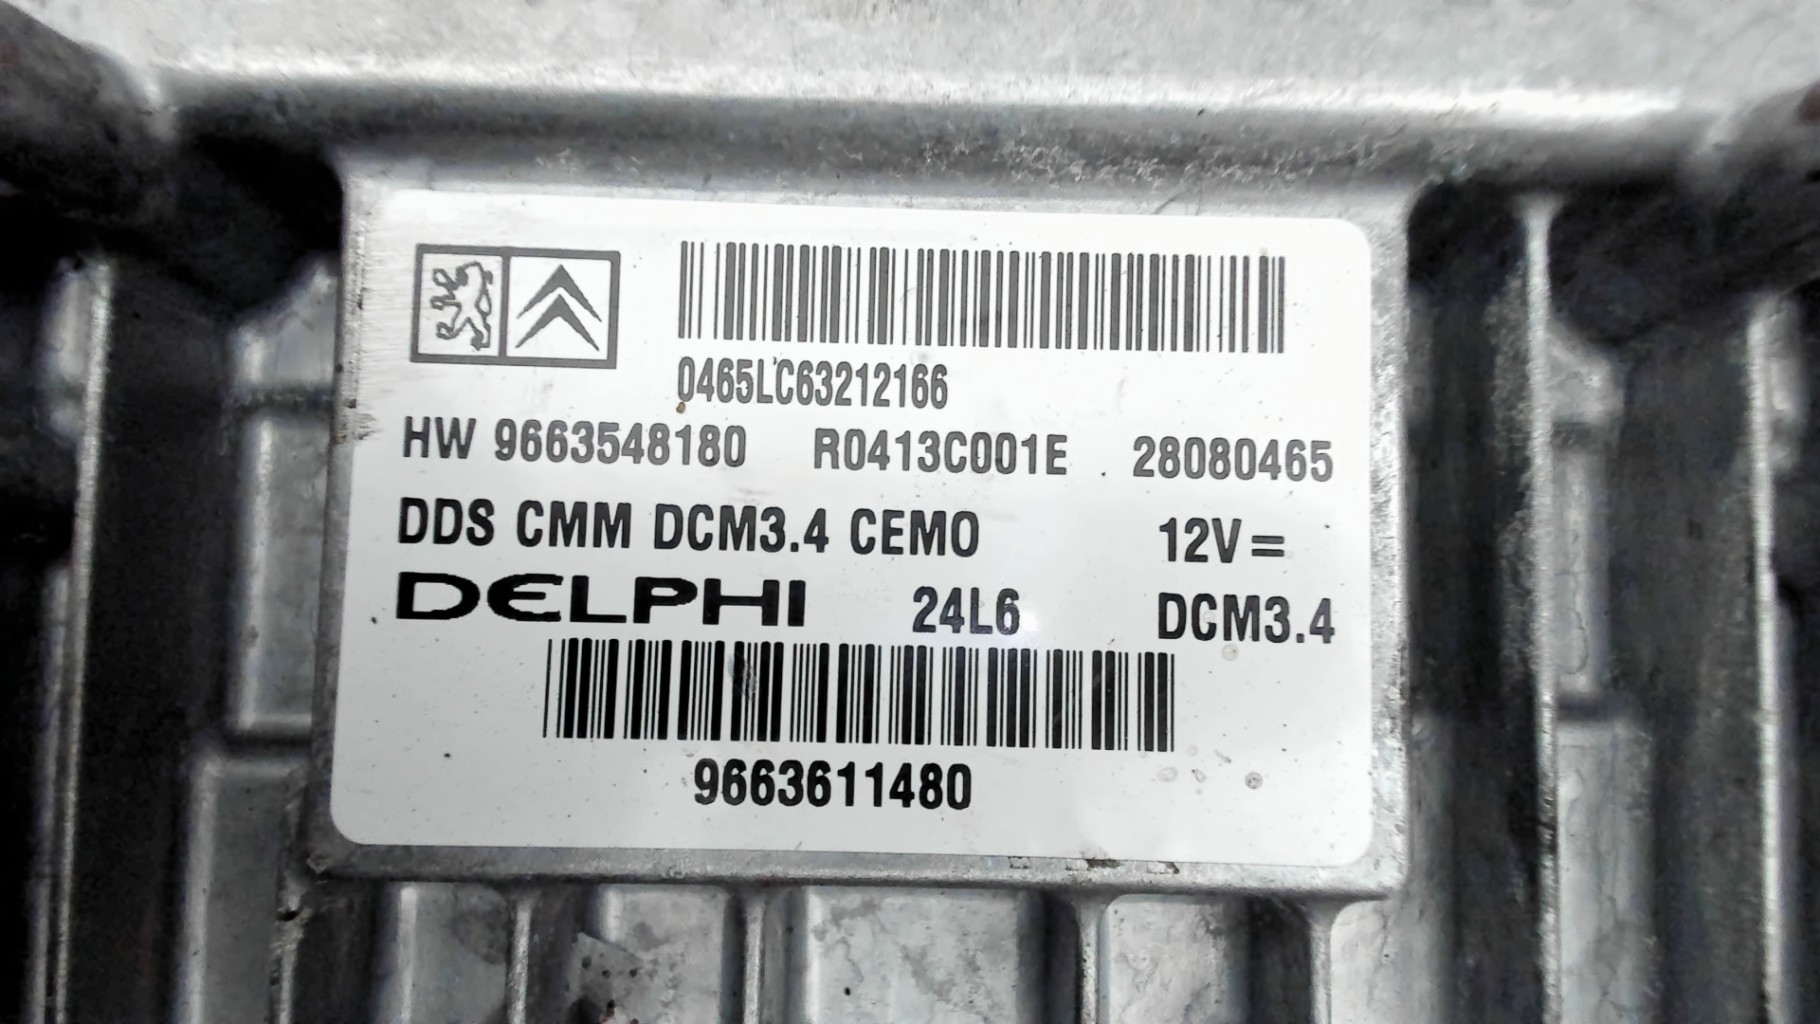 0465LC63212166
HW 9663548180 R0413C001E 28080465
DDS CMM DCM3.4 CEMO 12V=
DELPHI 24L6 DCM3.4
9663611480